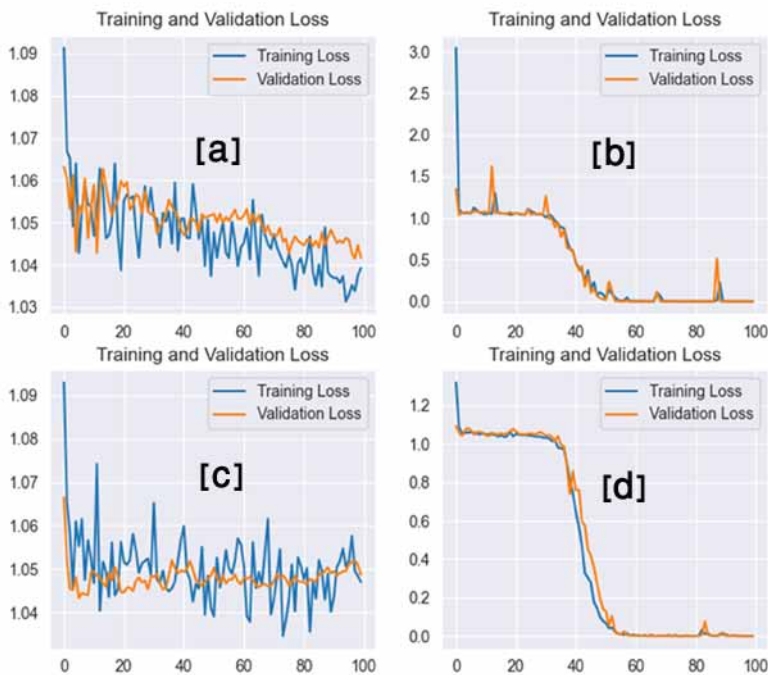 Training and Validation Loss
1.09
1.08
1.07
1.06
1.05
1.04
1.03
Training Loss
Validation Loss
[a]
0 20 40 60 80 100
Training and Validation Loss
3.0
2.5
2.0
1.5
1.0
0.5
0.0
Training Loss
Validation Loss
[b]
0 20 40 60 80 100
Training and Validation Loss
1.09
1.08
1.07
1.06
1.05
1.04
Training Loss
Validation Loss
[c]
0 20 40 60 80 100
Training and Validation Loss
1.2
1.0
0.8
0.6
0.4
0.2
0.0
Training Loss
Validation Loss
[d]
0 20 40 60 80 100